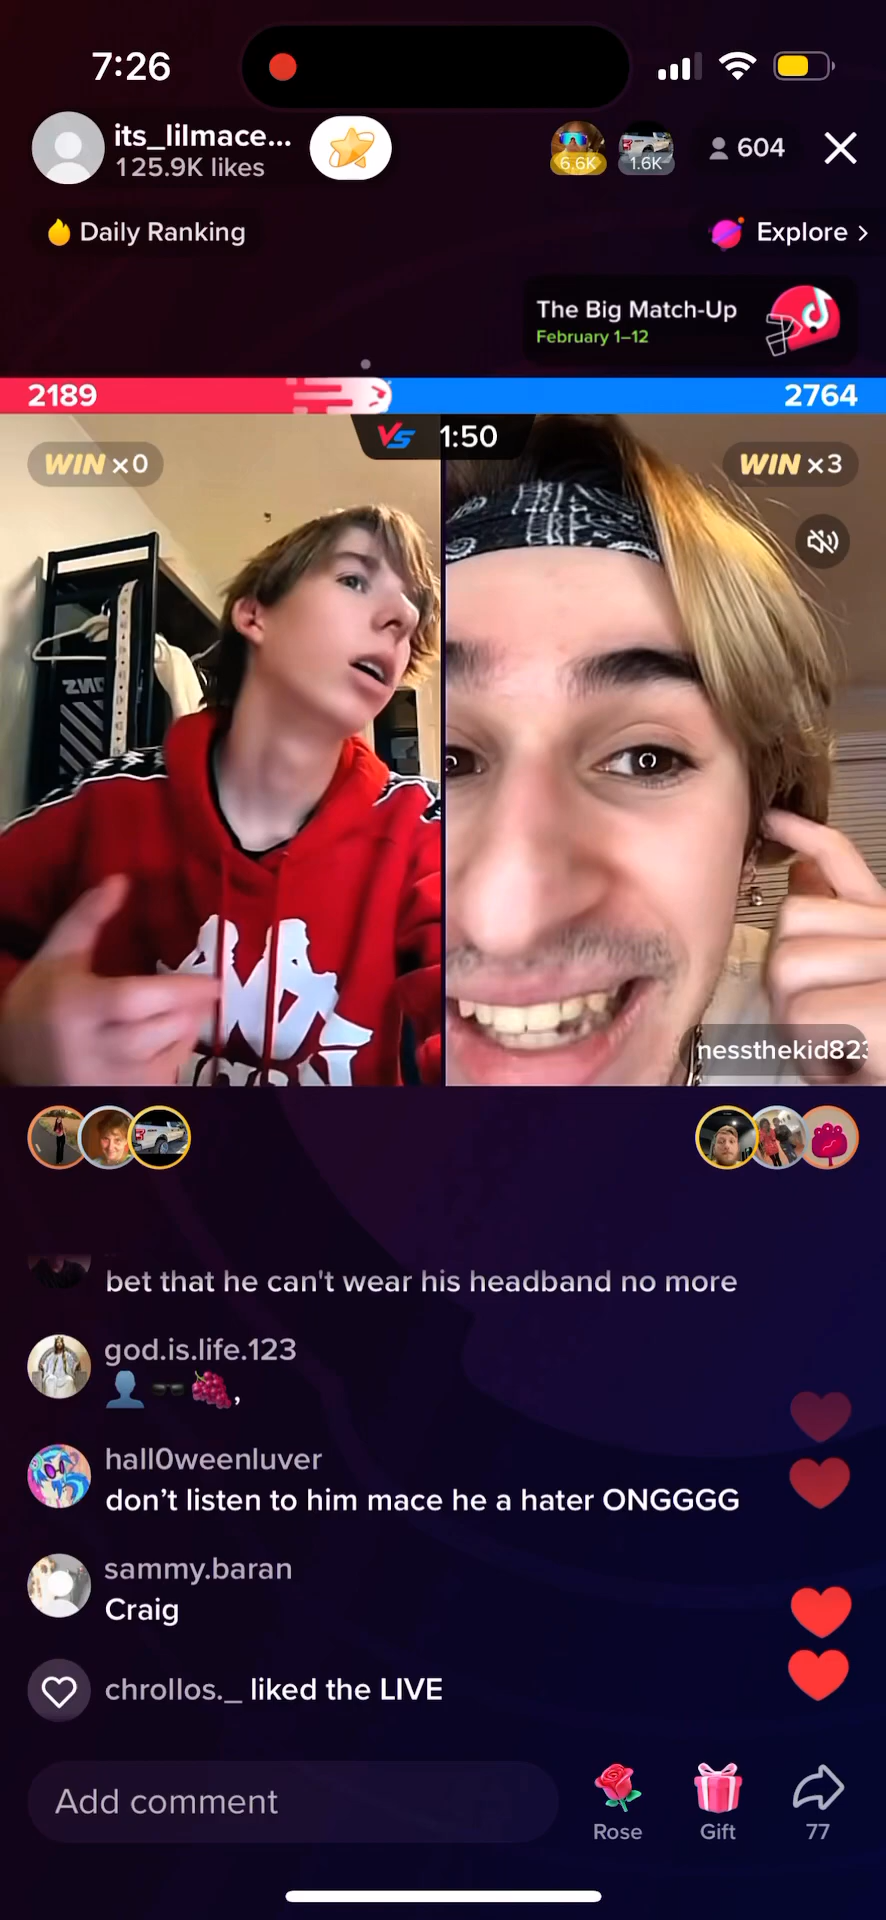 7:26
its_lilmace...
125.9K likes
6.6K
1.6K
604
Daily Ranking
Explore >
The Big Match-Up
February 1–12
2189
2764
VS 1:50
WIN x0
WIN x3
nessthekid823
bet that he can't wear his headband no more
god.is.life.123
👤🕶️🍇,
hall0weenluver
don’t listen to him mace he a hater ONGGGG
sammy.baran
Craig
chrollos._ liked the LIVE
Add comment
Rose
Gift
77